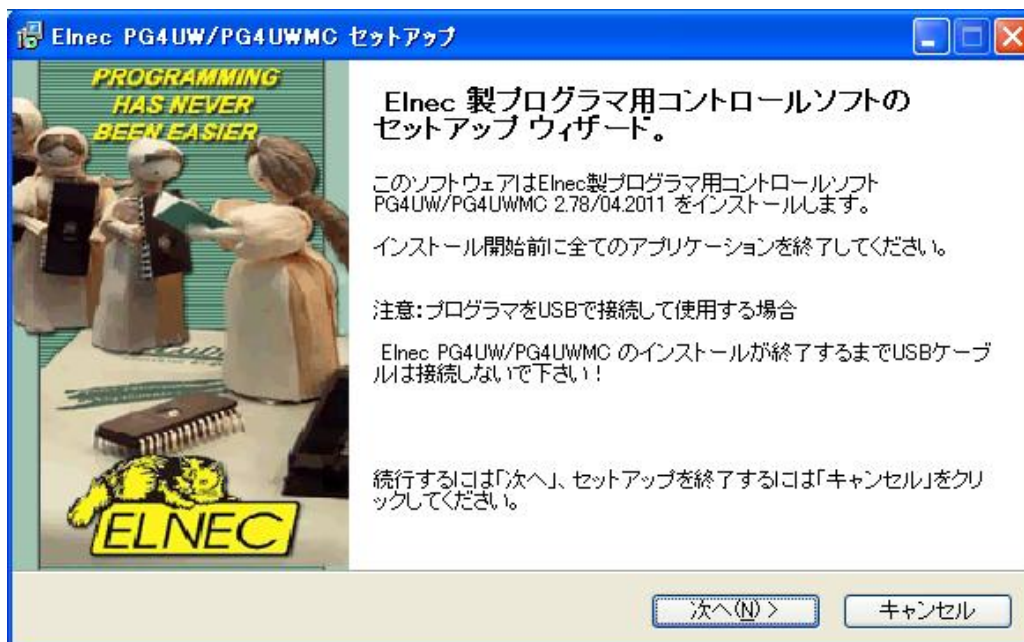 Elnec PG4UW/PG4UWMC セットアップ
PROGRAMMING
HAS NEVER
BEEN EASIER
Elnec 製プログラマ用コントロールソフトの
セットアップ ウィザード。
このソフトウェアはElnec製プログラマ用コントロールソフト
PG4UW/PG4UWMC 2.78/04.2011 をインストールします。
インストール開始前に全てのアプリケーションを終了してください。
注意:プログラマをUSBで接続して使用する場合
Elnec PG4UW/PG4UWMC のインストールが終了するまでUSBケーブ
ルは接続しないで下さい!
続行するには「次へ」、セットアップを終了するには「キャンセル」をクリ
ックしてください。
ELNEC
次へ(N) >
キャンセル